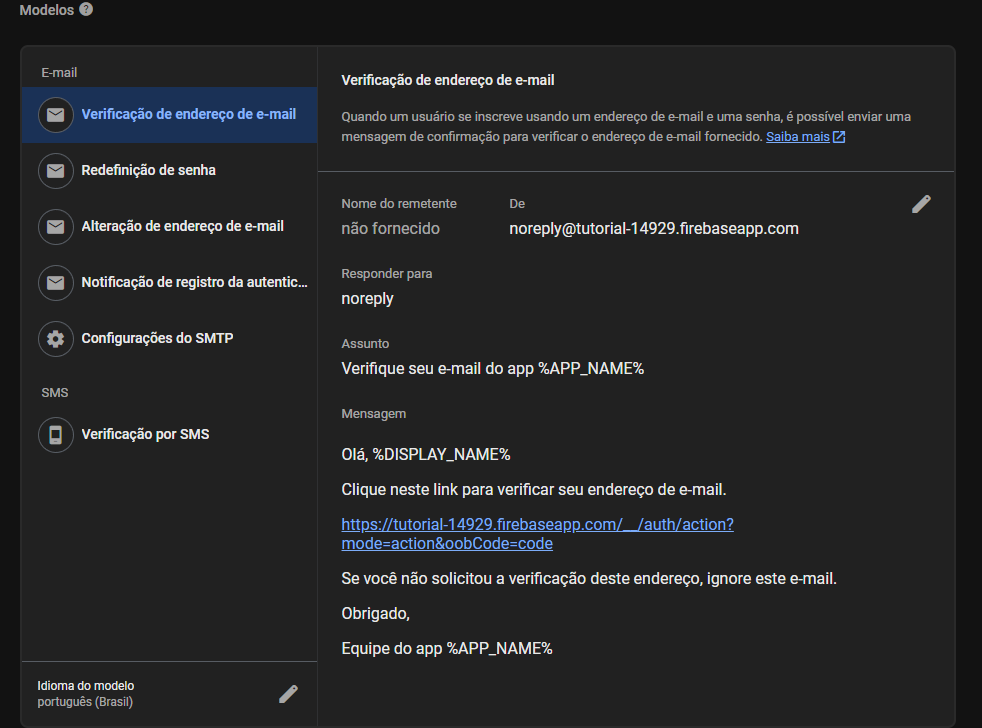 Modelos
E-mail
Verificação de endereço de e-mail
Redefinição de senha
Alteração de endereço de e-mail
Notificação de registro da autentic...
Configurações do SMTP
SMS
Verificação por SMS
Idioma do modelo
português (Brasil)
Verificação de endereço de e-mail
Quando um usuário se inscreve usando um endereço de e-mail e uma senha, é possível enviar uma
mensagem de confirmação para verificar o endereço de e-mail fornecido. Saiba mais
Nome do remetente
não fornecido
De
noreply@tutorial-14929.firebaseapp.com
Responder para
noreply
Assunto
Verifique seu e-mail do app %APP_NAME%
Mensagem
Olá, %DISPLAY_NAME%
Clique neste link para verificar seu endereço de e-mail.
https://tutorial-14929.firebaseapp.com/__/auth/action?
mode=action&oobCode=code
Se você não solicitou a verificação deste endereço, ignore este e-mail.
Obrigado,
Equipe do app %APP_NAME%